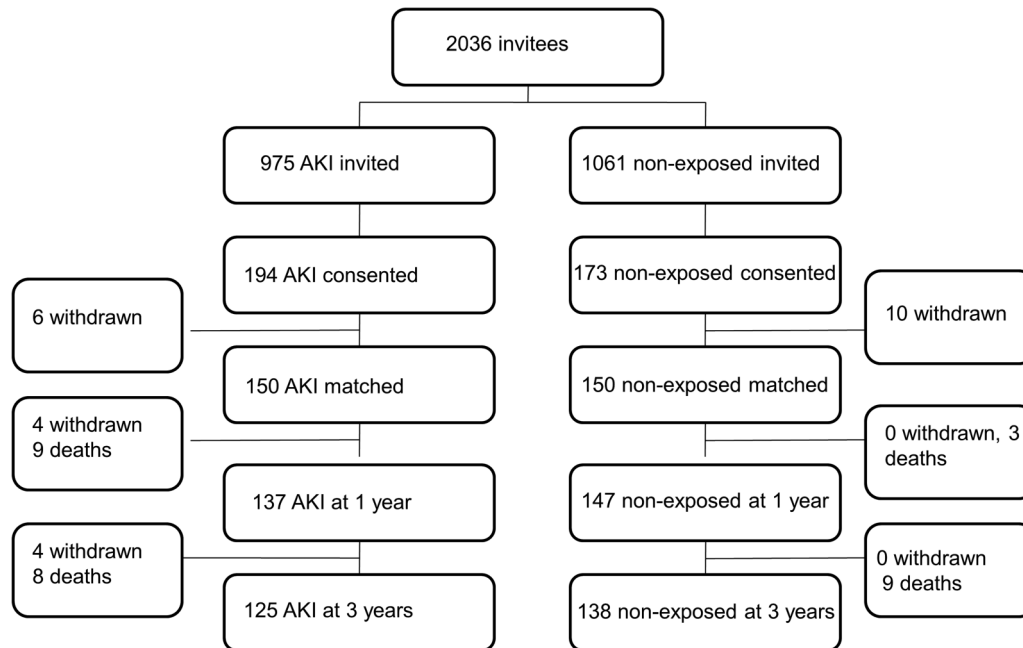 2036 invitees
975 AKI invited
1061 non-exposed invited
194 AKI consented
173 non-exposed consented
6 withdrawn
10 withdrawn
150 AKI matched
150 non-exposed matched
4 withdrawn
9 deaths
0 withdrawn, 3
deaths
137 AKI at 1 year
147 non-exposed at 1 year
4 withdrawn
8 deaths
0 withdrawn
9 deaths
125 AKI at 3 years
138 non-exposed at 3 years